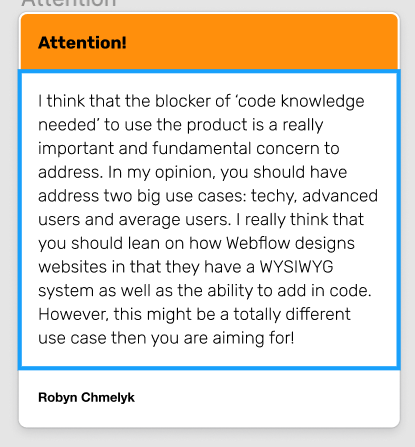 Attention
Attention!
I think that the blocker of ‘code knowledge
needed’ to use the product is a really
important and fundamental concern to
address. In my opinion, you should have
address two big use cases: techy, advanced
users and average users. I really think that
you should lean on how Webflow designs
websites in that they have a WYSIWYG
system as well as the ability to add in code.
However, this might be a totally different
use case then you are aiming for!
Robyn Chmelyk